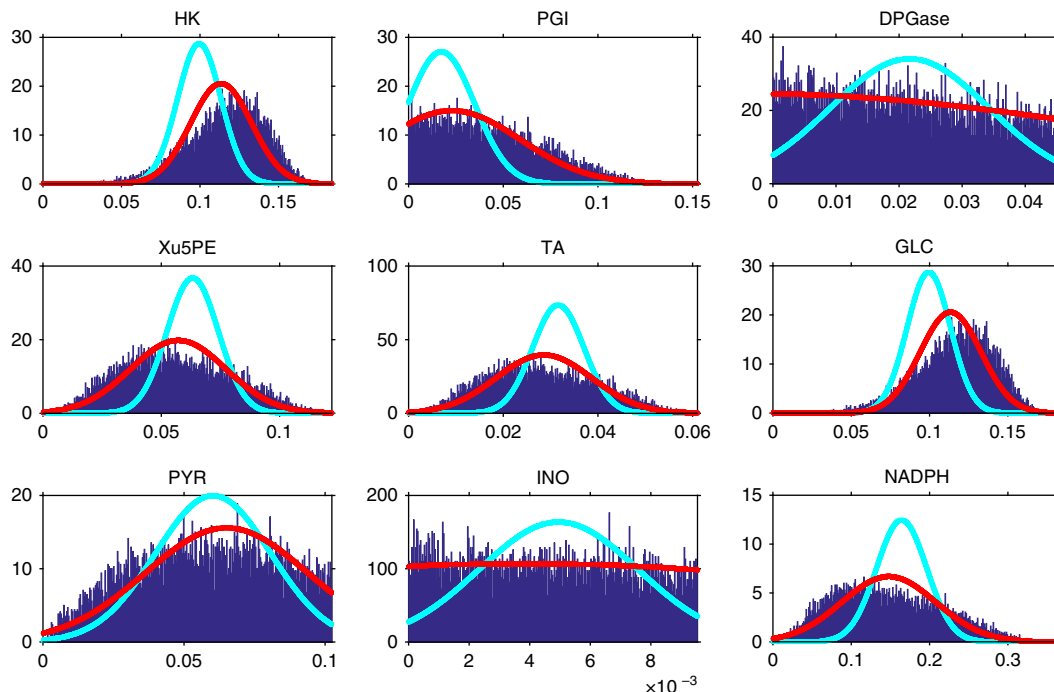 HK PGI DPGase
30 30 40
20 20
20
10 10
0 0 0
0 0.05 0.1 0.15 0 0.05 0.1 0.15 0 0.01 0.02 0.03 0.04
Xu5PE TA GLC
40 100 30
20
20 50
10
0 0 0
0 0.05 0.1 0 0.02 0.04 0.06 0 0.05 0.1 0.15
PYR INO NADPH
20 200 15
10
10 100
5
0 0 0
0 0.05 0.1 0 2 4 6 8 0 0.1 0.2 0.3
×10⁻³